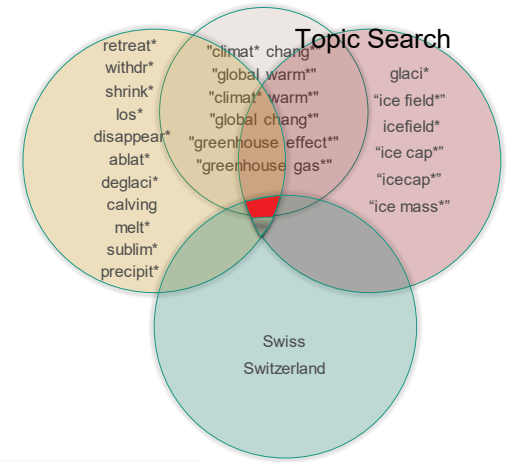 Topic Search
retreat*
withdr*
shrink*
los*
disappear*
ablat*
deglaci*
calving
melt*
sublim*
precipit*
"climat* chang*"
"global warm*"
"climat* warm*"
"global chang*"
"greenhouse effect*"
"greenhouse gas*"
glaci*
“ice field*”
icefield*
“ice cap*”
“icecap*”
“ice mass*”
Swiss
Switzerland